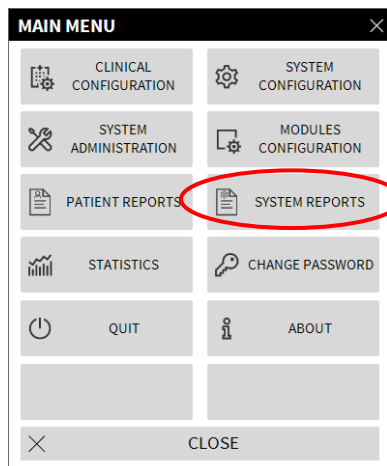 MAIN MENU
CLINICAL
CONFIGURATION
SYSTEM
CONFIGURATION
SYSTEM
ADMINISTRATION
MODULES
CONFIGURATION
PATIENT REPORTS
SYSTEM REPORTS
STATISTICS
CHANGE PASSWORD
QUIT
ABOUT
CLOSE